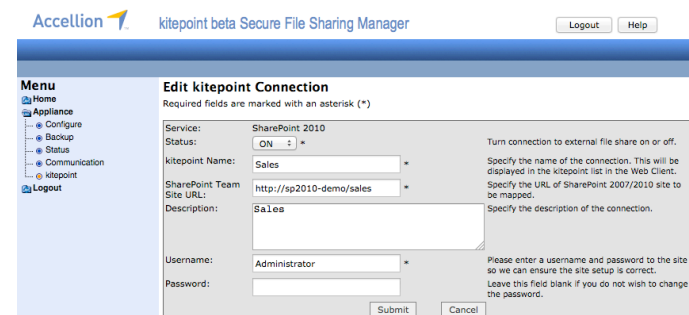 Accellion
kitepoint beta Secure File Sharing Manager
Logout
Help
Menu
Home
Appliance
Configure
Backup
Status
Communication
kitepoint
Logout
Edit kitepoint Connection
Required fields are marked with an asterisk (*)
Service: SharePoint 2010
Status: ON * Turn connection to external file share on or off.
kitepoint Name: Sales * Specify the name of the connection. This will be
displayed in the kitepoint list in the Web Client.
SharePoint Team
Site URL:
http://sp2010-demo/sales *
Specify the URL of SharePoint 2007/2010 site to
be mapped.
Description: Sales Specify the description of the connection.
Username: Administrator * Please enter a username and password to the site
so we can ensure the site setup is correct.
Password: Leave this field blank if you do not wish to change
the password.
Submit Cancel